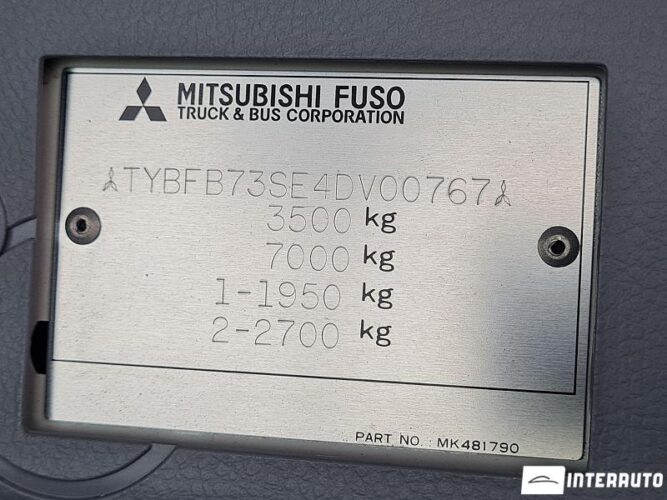 MITSUBISHI FUSO
TRUCK & BUS CORPORATION
TYBFB73SE4DV00767
3500 kg
7000 kg
1-1950 kg
2-2700 kg
PART NO. : MK481790
INTERAUTO